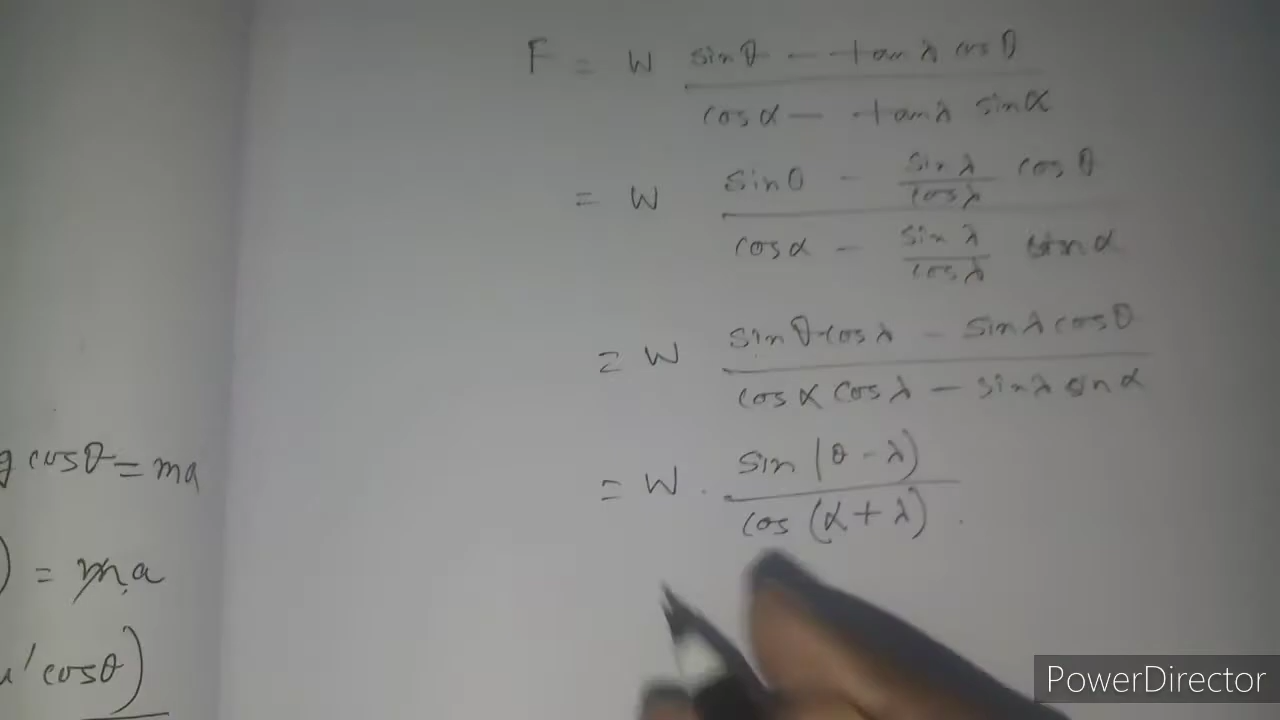 F = W (sinθ - tanλ cosθ) / (cosα - tanλ sinα)
= W (sinθ - (sinλ / cosλ) cosθ) / (cosα - (sinλ / cosλ) sinα)
= W (sinθ cosλ - sinλ cosθ) / (cosα cosλ - sinλ sinα)
= W . sin(θ - λ) / cos(α + λ) .
g cosθ = ma
) = ma
u' cosθ)
PowerDirector